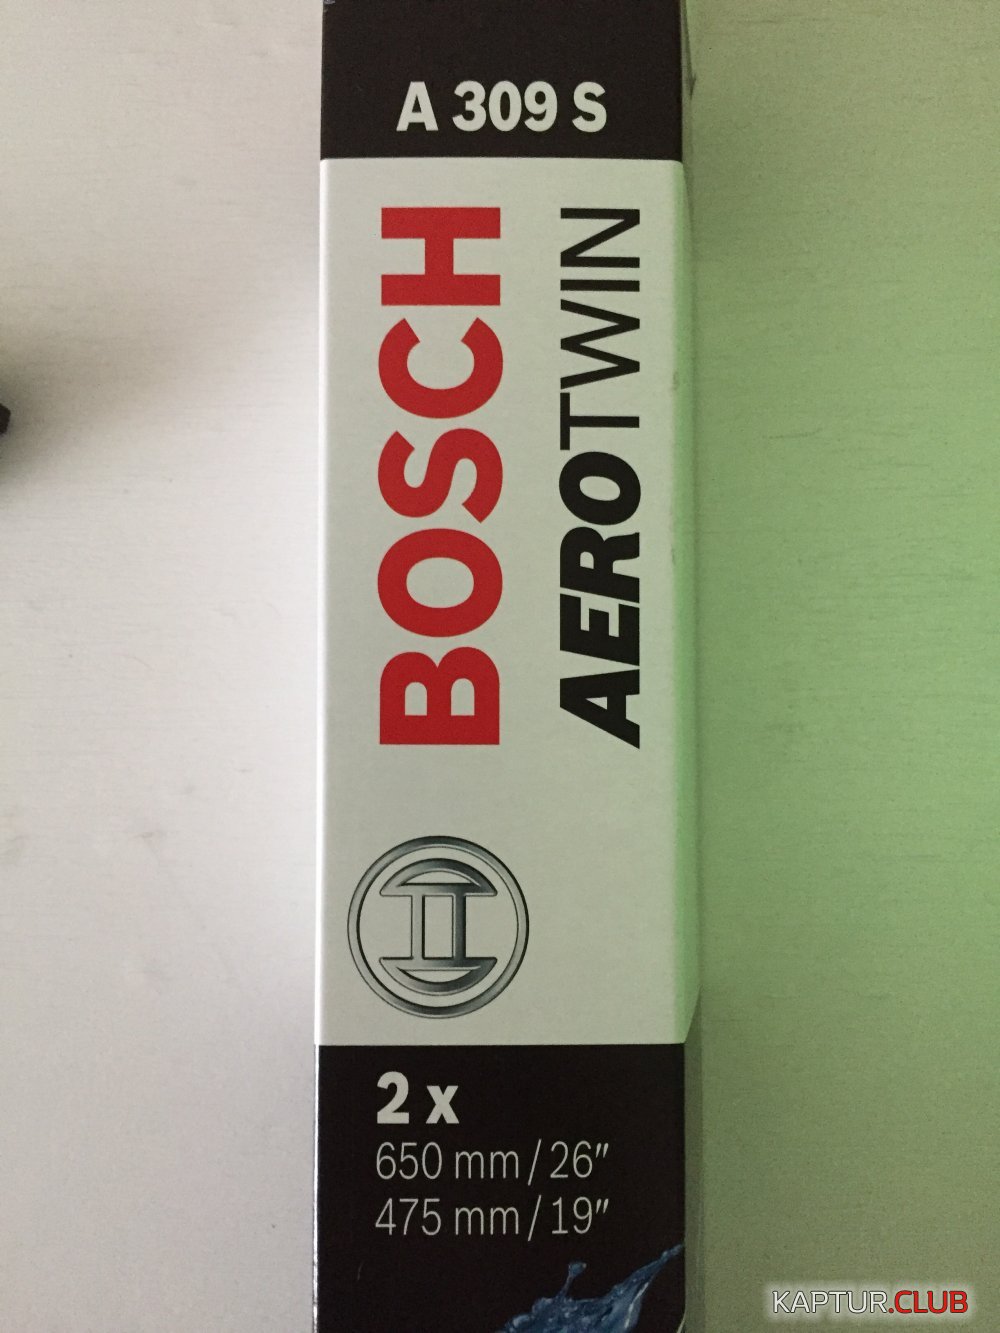 A 309 S
BOSCH
AEROTWIN
2 x
650 mm / 26"
475 mm / 19"
KAPTUR.CLUB